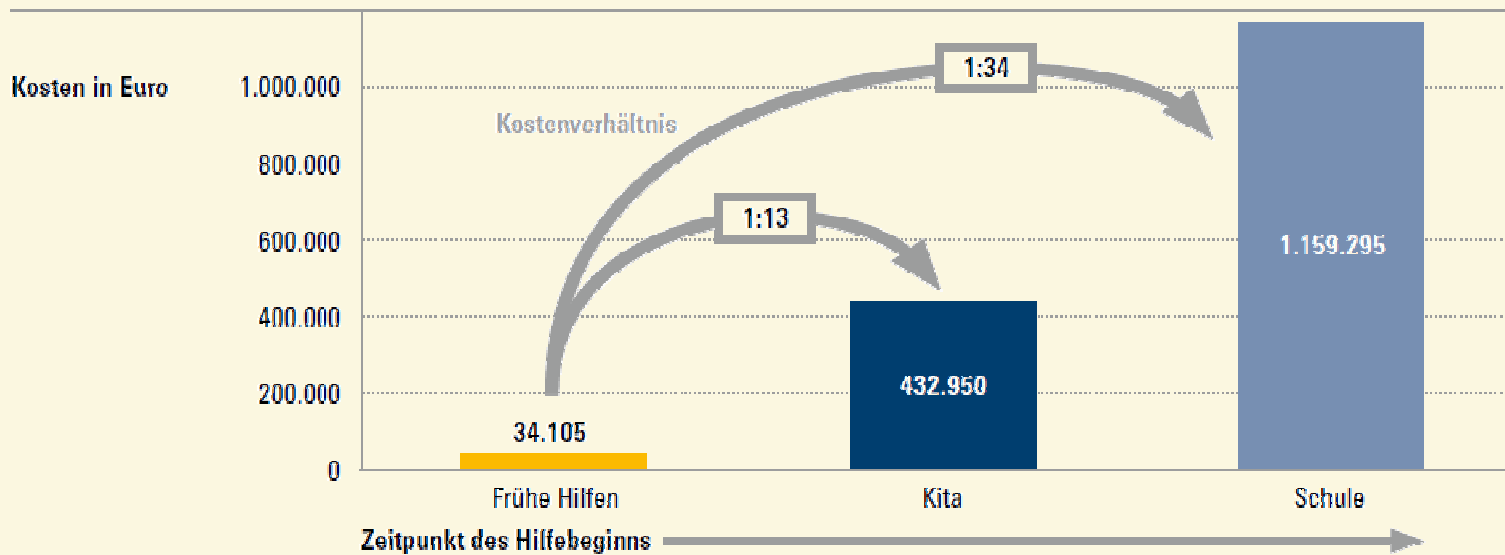 Kosten in Euro
1.000.000
800.000
600.000
400.000
200.000
0
Kostenverhältnis
1:34
1:13
34.105
432.950
1.159.295
Frühe Hilfen
Kita
Schule
Zeitpunkt des Hilfebeginns